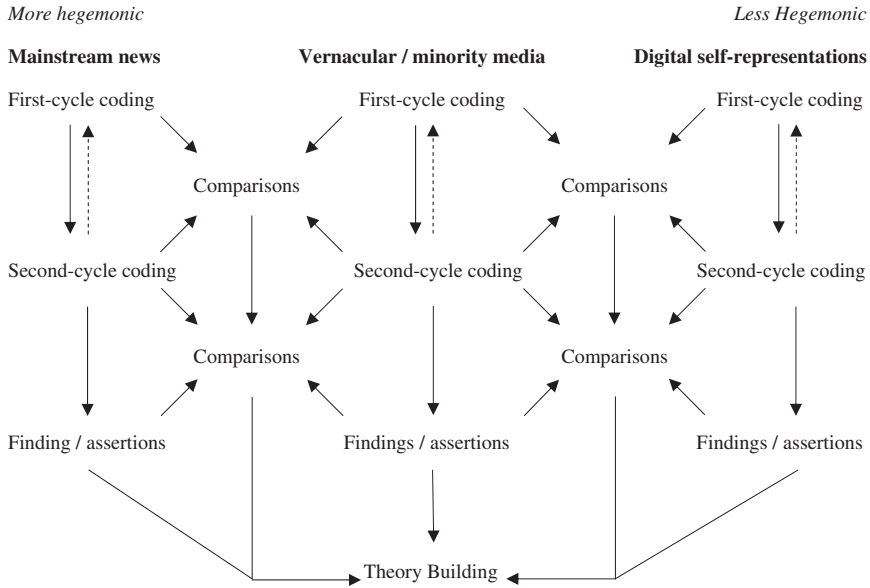 More hegemonic Less Hegemonic
Mainstream news Vernacular / minority media Digital self-representations
First-cycle coding First-cycle coding First-cycle coding
Comparisons Comparisons
Second-cycle coding Second-cycle coding Second-cycle coding
Comparisons Comparisons
Finding / assertions Findings / assertions Findings / assertions
Theory Building